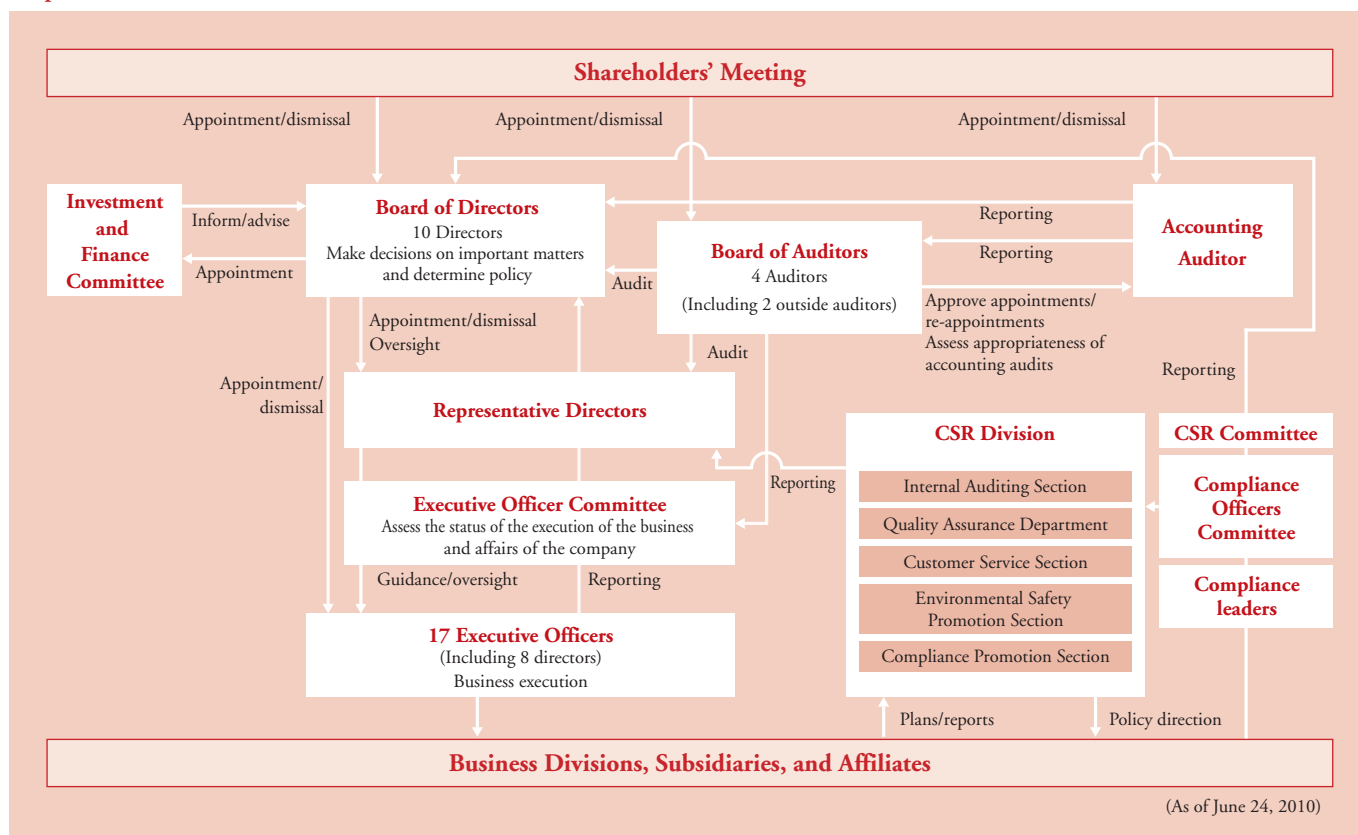 Shareholders’ Meeting
Appointment/dismissal
Appointment/dismissal
Appointment/dismissal
Investment
and
Finance
Committee
Inform/advise
Appointment
Board of Directors
10 Directors
Make decisions on important matters
and determine policy
Audit
Board of Auditors
4 Auditors
(Including 2 outside auditors)
Reporting
Reporting
Accounting
Auditor
Approve appointments/
re-appointments
Assess appropriateness of
accounting audits
Appointment/dismissal
Oversight
Audit
Appointment/
dismissal
Representative Directors
Reporting
Reporting
Executive Officer Committee
Assess the status of the execution of the business
and affairs of the company
Guidance/oversight
Reporting
17 Executive Officers
(Including 8 directors)
Business execution
CSR Division
Internal Auditing Section
Quality Assurance Department
Customer Service Section
Environmental Safety
Promotion Section
Compliance Promotion Section
CSR Committee
Compliance
Officers
Committee
Compliance
leaders
Plans/reports
Policy direction
Business Divisions, Subsidiaries, and Affiliates
(As of June 24, 2010)